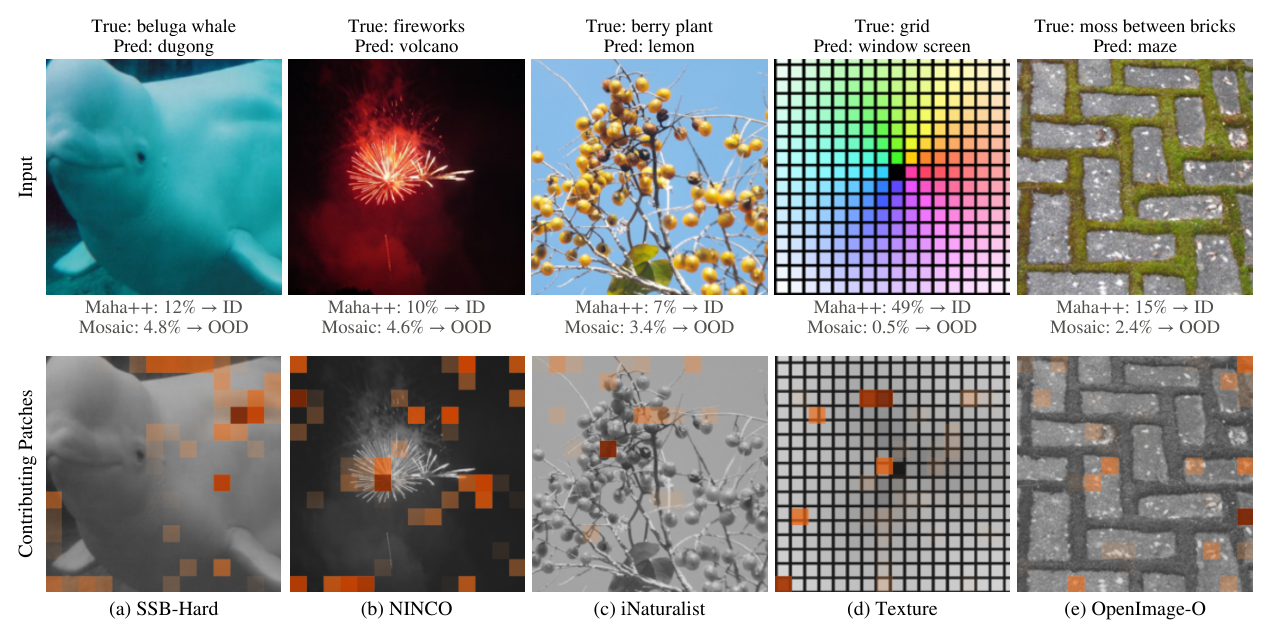 True: beluga whale
Pred: dugong
True: fireworks
Pred: volcano
True: berry plant
Pred: lemon
True: grid
Pred: window screen
True: moss between bricks
Pred: maze
Input
Maha++: 12% → ID
Mosaic: 4.8% → OOD
Maha++: 10% → ID
Mosaic: 4.6% → OOD
Maha++: 7% → ID
Mosaic: 3.4% → OOD
Maha++: 49% → ID
Mosaic: 0.5% → OOD
Maha++: 15% → ID
Mosaic: 2.4% → OOD
Contributing Patches
(a) SSB-Hard
(b) NINCO
(c) iNaturalist
(d) Texture
(e) OpenImage-O